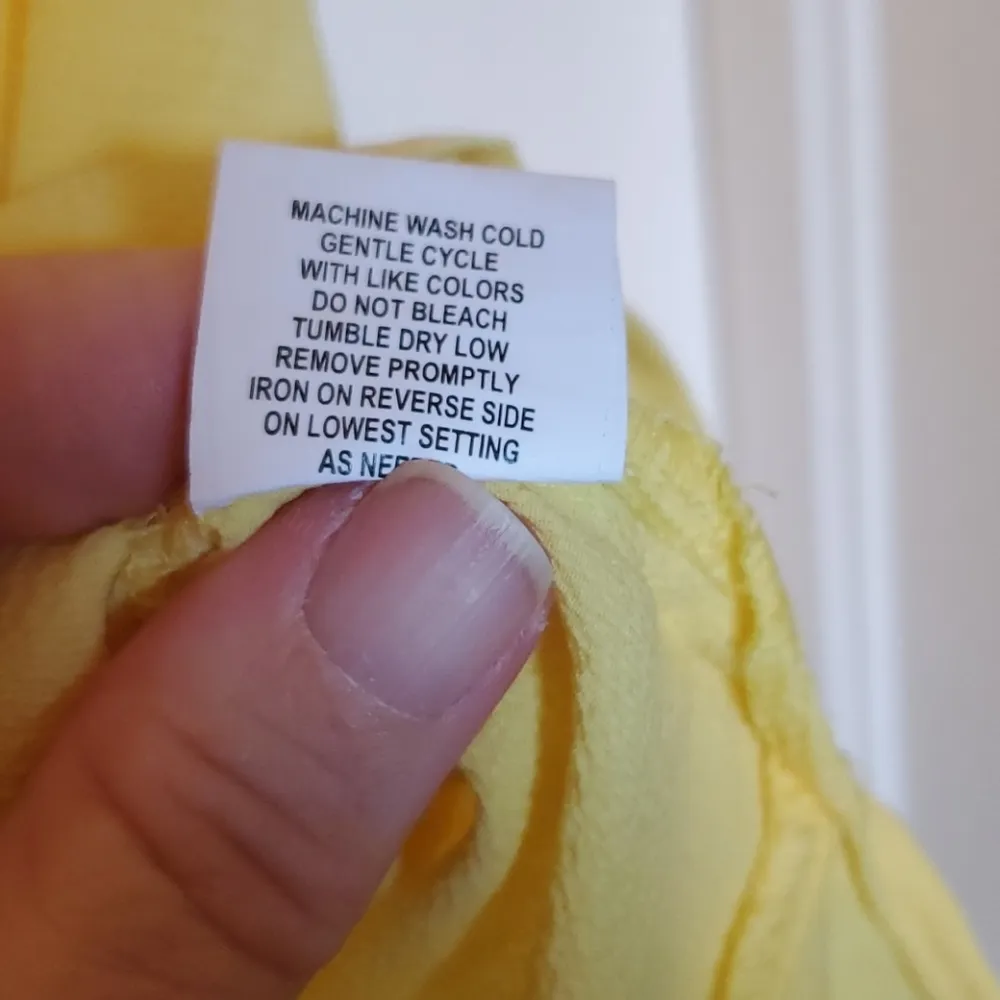 MACHINE WASH COLD
GENTLE CYCLE
WITH LIKE COLORS
DO NOT BLEACH
TUMBLE DRY LOW
REMOVE PROMPTLY
IRON ON REVERSE SIDE
ON LOWEST SETTING
AS